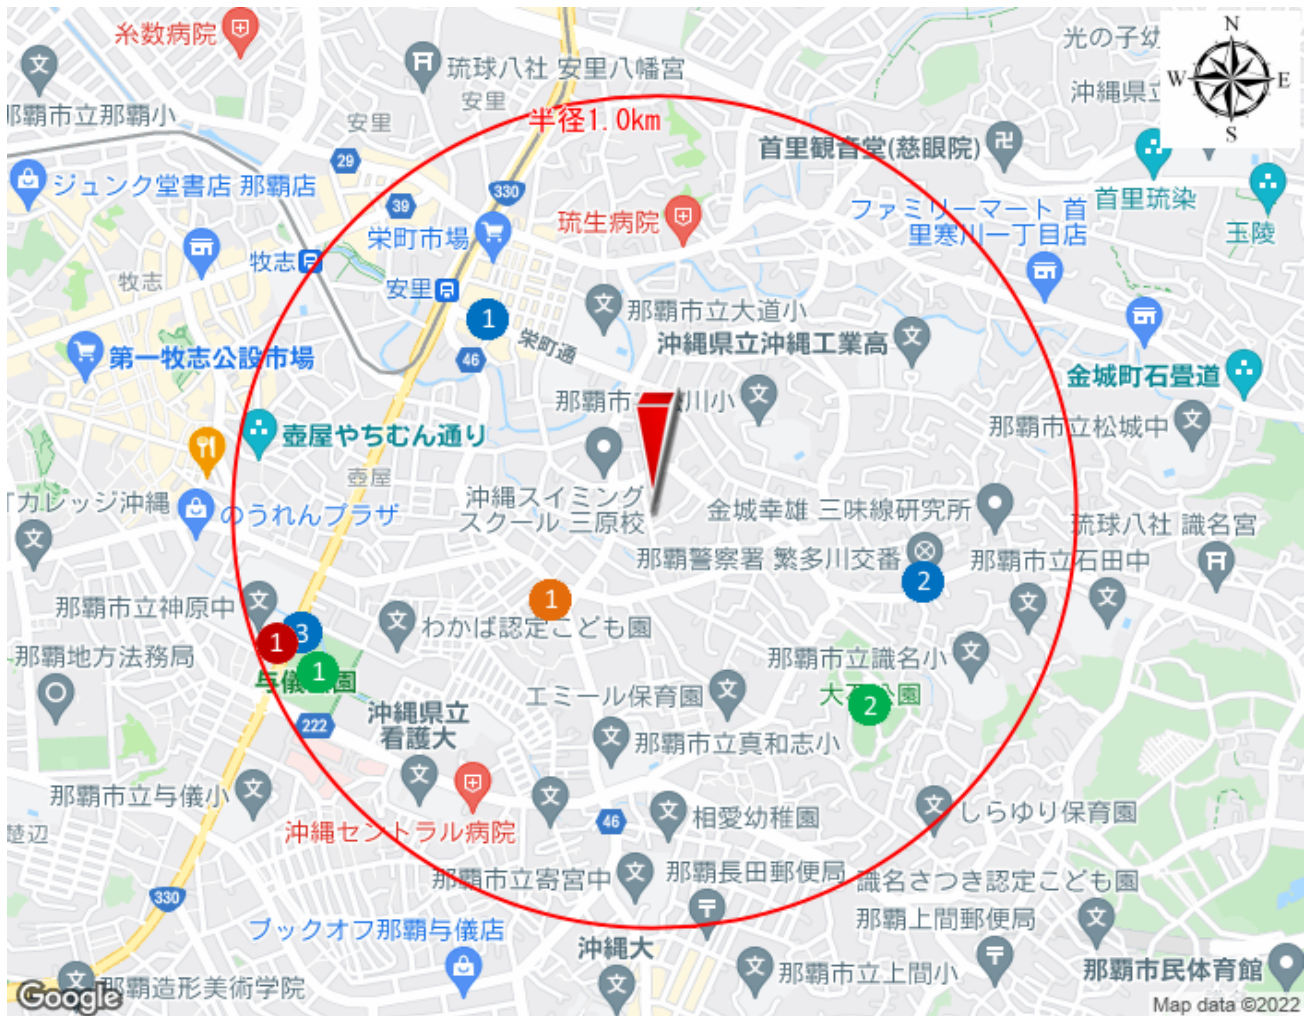 糸数病院
N
W
E
S
光の子幼
琉球八社 安里八幡宮
安里
沖縄県立
那覇市立那覇小
安里
半径1.0km
29
首里観音堂(慈眼院)
ジュンク堂書店 那覇店
330
39
首里琉染
ファミリーマート 首
里寒川一丁目店
琉生病院
栄町市場
玉陵
牧志
牧志
安里
1
那覇市立大道小
栄町通
沖縄県立沖縄工業高
第一牧志公設市場
46
金城町石畳道
川小
那覇市立松城中
壺屋やちむん通り
壺屋
沖縄スイミング
スクール 三原校
カレッジ沖縄
のうれんプラザ
金城幸雄 三味線研究所
琉球八社 識名宮
那覇警察署 繁多川交番
那覇市立石田中
2
那覇市立神原中
1
わかば認定こども園
3
1
那覇地方法務局
那覇市立識名小
1
園
エミール保育園
2
公園
222
沖縄県立
看護大
那覇市立真和志小
那覇市立与儀小
楚辺
沖縄セントラル病院
46
相愛幼稚園
しらゆり保育園
那覇市立寄宮中
那覇長田郵便局
識名さつき認定こども園
330
ブックオフ那覇与儀店
那覇上間郵便局
沖縄大
那覇市立上間小
那覇市民体育館
那覇造形美術学院
Google
Map data ©2022